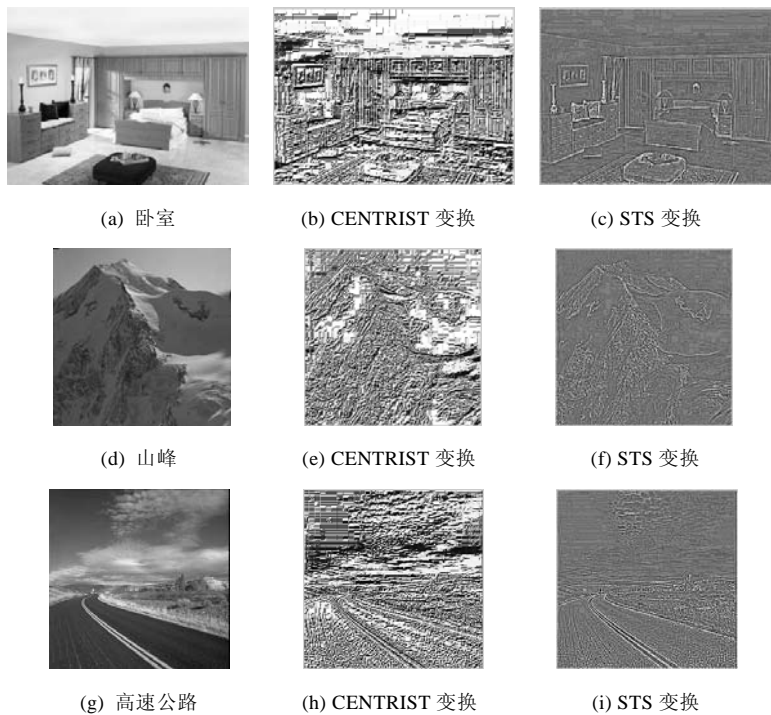 (a) 卧室
(b) CENTRIST 变换
(c) STS 变换
(d) 山峰
(e) CENTRIST 变换
(f) STS 变换
(g) 高速公路
(h) CENTRIST 变换
(i) STS 变换